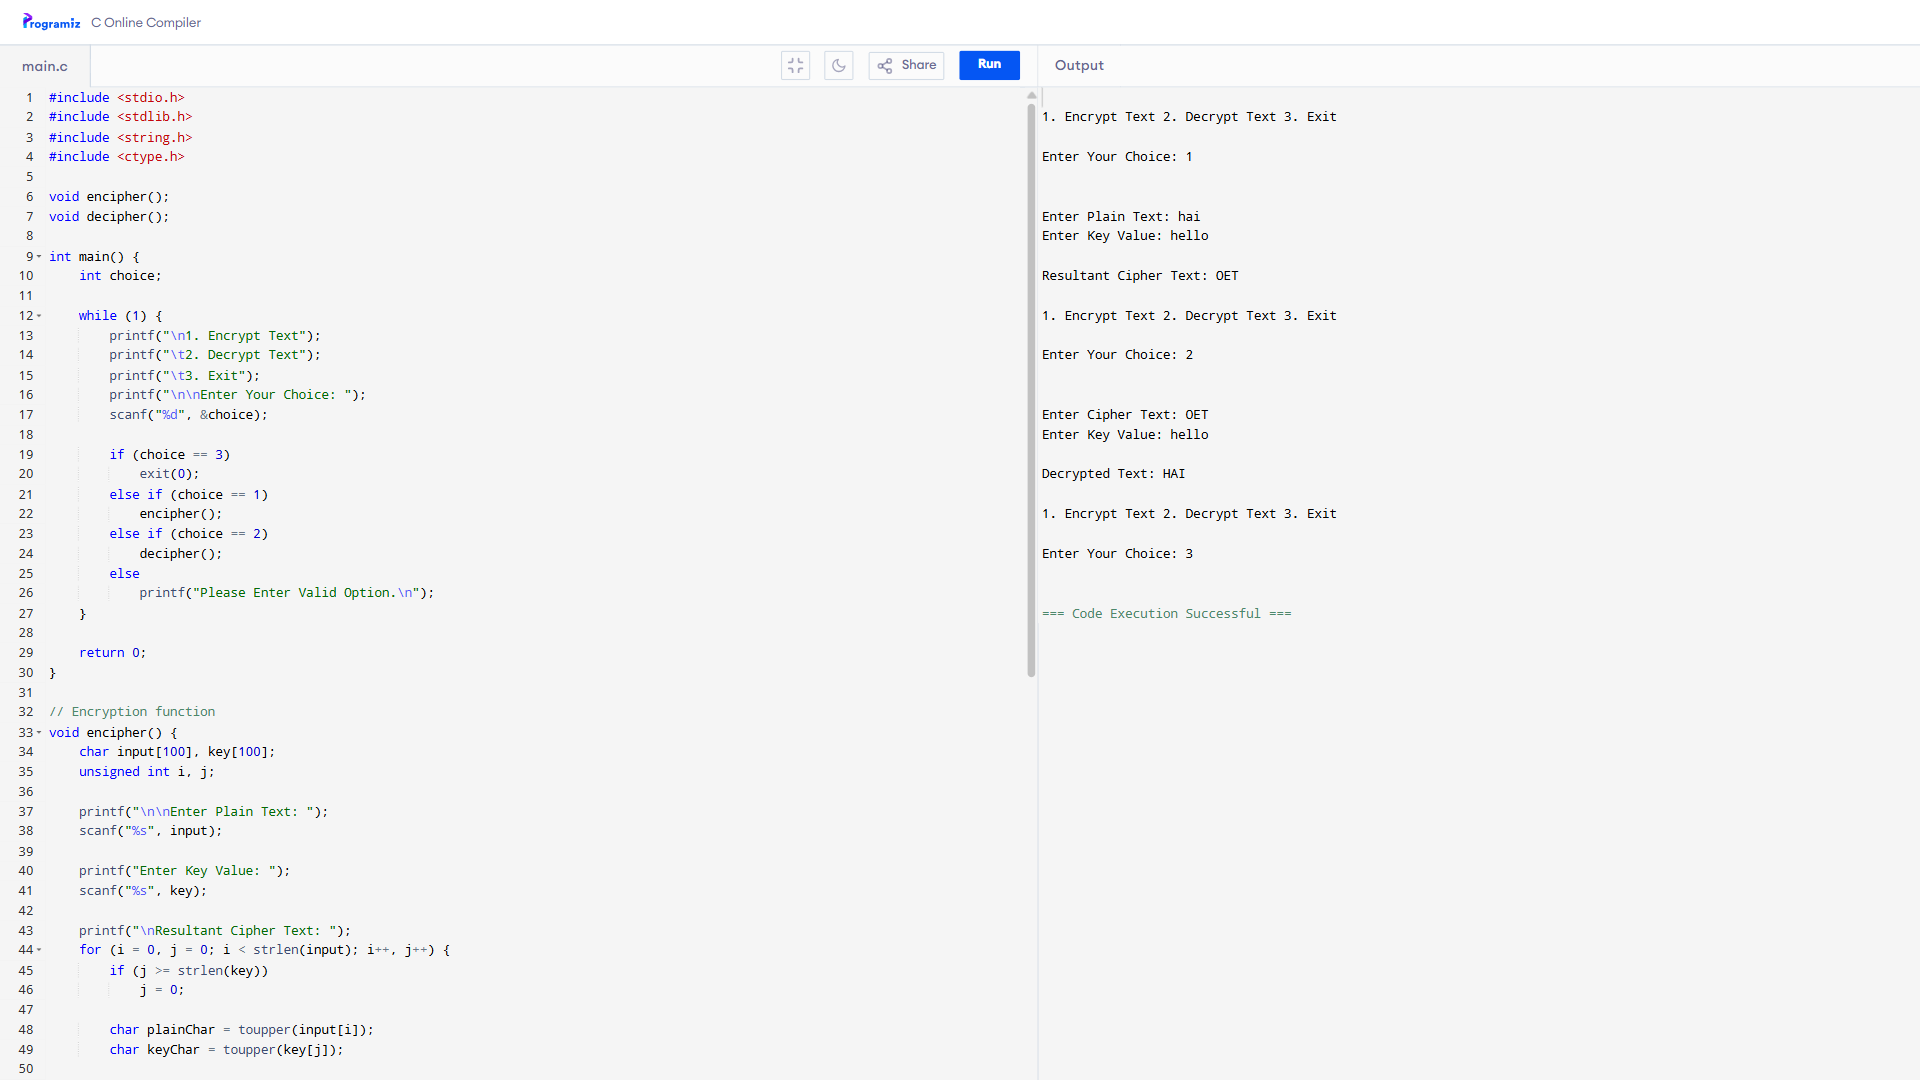 Programiz C Online Compiler
main.c
Share
Run
Output
1 #include <stdio.h>
2 #include <stdlib.h>
3 #include <string.h>
4 #include <ctype.h>
5
6 void encipher();
7 void decipher();
8
9 int main() {
10     int choice;
11
12     while (1) {
13         printf("\n1. Encrypt Text");
14         printf("\t2. Decrypt Text");
15         printf("\t3. Exit");
16         printf("\n\nEnter Your Choice: ");
17         scanf("%d", &choice);
18
19         if (choice == 3)
20             exit(0);
21         else if (choice == 1)
22             encipher();
23         else if (choice == 2)
24             decipher();
25         else
26             printf("Please Enter Valid Option.\n");
27     }
28
29     return 0;
30 }
31
32 // Encryption function
33 void encipher() {
34     char input[100], key[100];
35     unsigned int i, j;
36
37     printf("\n\nEnter Plain Text: ");
38     scanf("%s", input);
39
40     printf("Enter Key Value: ");
41     scanf("%s", key);
42
43     printf("\nResultant Cipher Text: ");
44     for (i = 0, j = 0; i < strlen(input); i++, j++) {
45         if (j >= strlen(key))
46             j = 0;
47
48         char plainChar = toupper(input[i]);
49         char keyChar = toupper(key[j]);
50
1. Encrypt Text 2. Decrypt Text 3. Exit
Enter Your Choice: 1
Enter Plain Text: hai
Enter Key Value: hello
Resultant Cipher Text: OET
1. Encrypt Text 2. Decrypt Text 3. Exit
Enter Your Choice: 2
Enter Cipher Text: OET
Enter Key Value: hello
Decrypted Text: HAI
1. Encrypt Text 2. Decrypt Text 3. Exit
Enter Your Choice: 3
=== Code Execution Successful ===